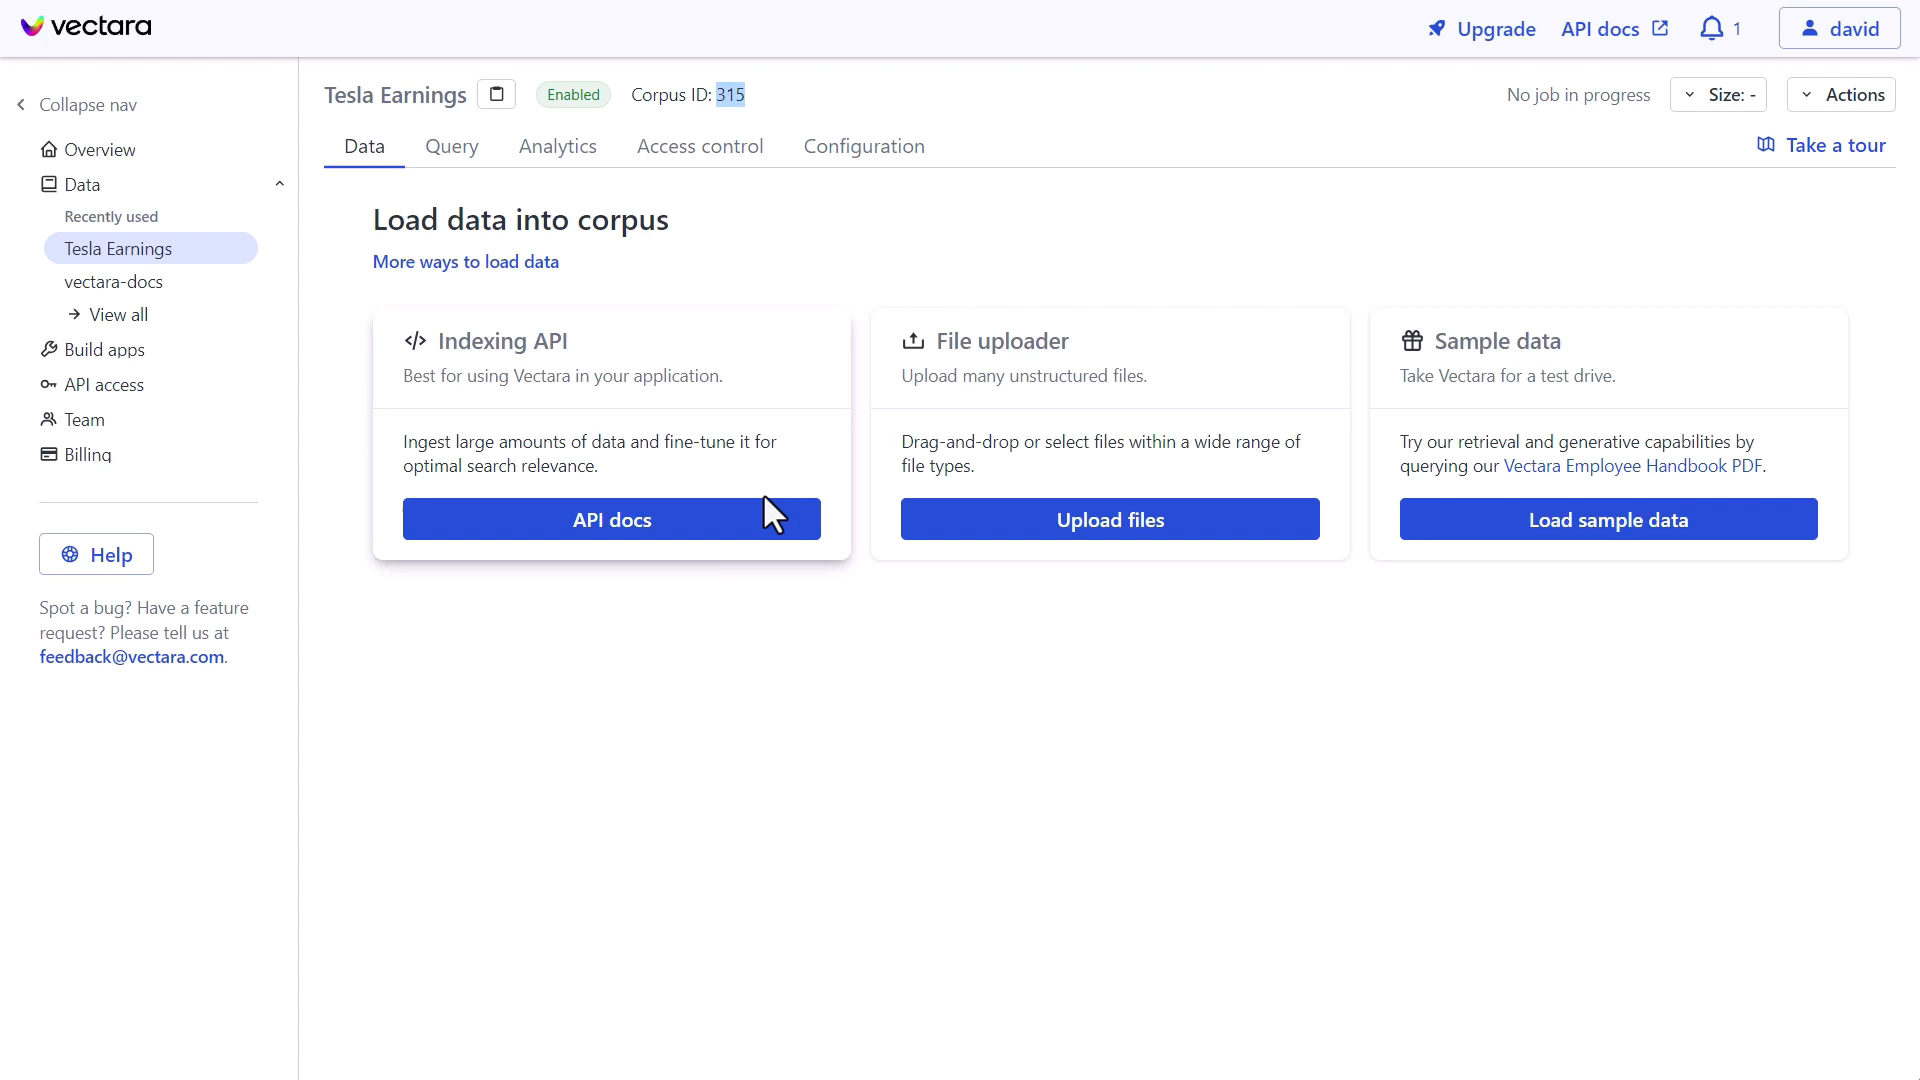 vectara
Upgrade
API docs
1
david
Collapse nav
Overview
Data
Recently used
Tesla Earnings
vectara-docs
View all
Build apps
API access
Team
Billing
Help
Spot a bug? Have a feature
request? Please tell us at
feedback@vectara.com.
Tesla Earnings
Enabled
Corpus ID: 315
No job in progress
Size: -
Actions
Data
Query
Analytics
Access control
Configuration
Take a tour
Load data into corpus
More ways to load data
Indexing API
Best for using Vectara in your application.
Ingest large amounts of data and fine-tune it for
optimal search relevance.
API docs
File uploader
Upload many unstructured files.
Drag-and-drop or select files within a wide range of
file types.
Upload files
Sample data
Take Vectara for a test drive.
Try our retrieval and generative capabilities by
querying our Vectara Employee Handbook PDF.
Load sample data